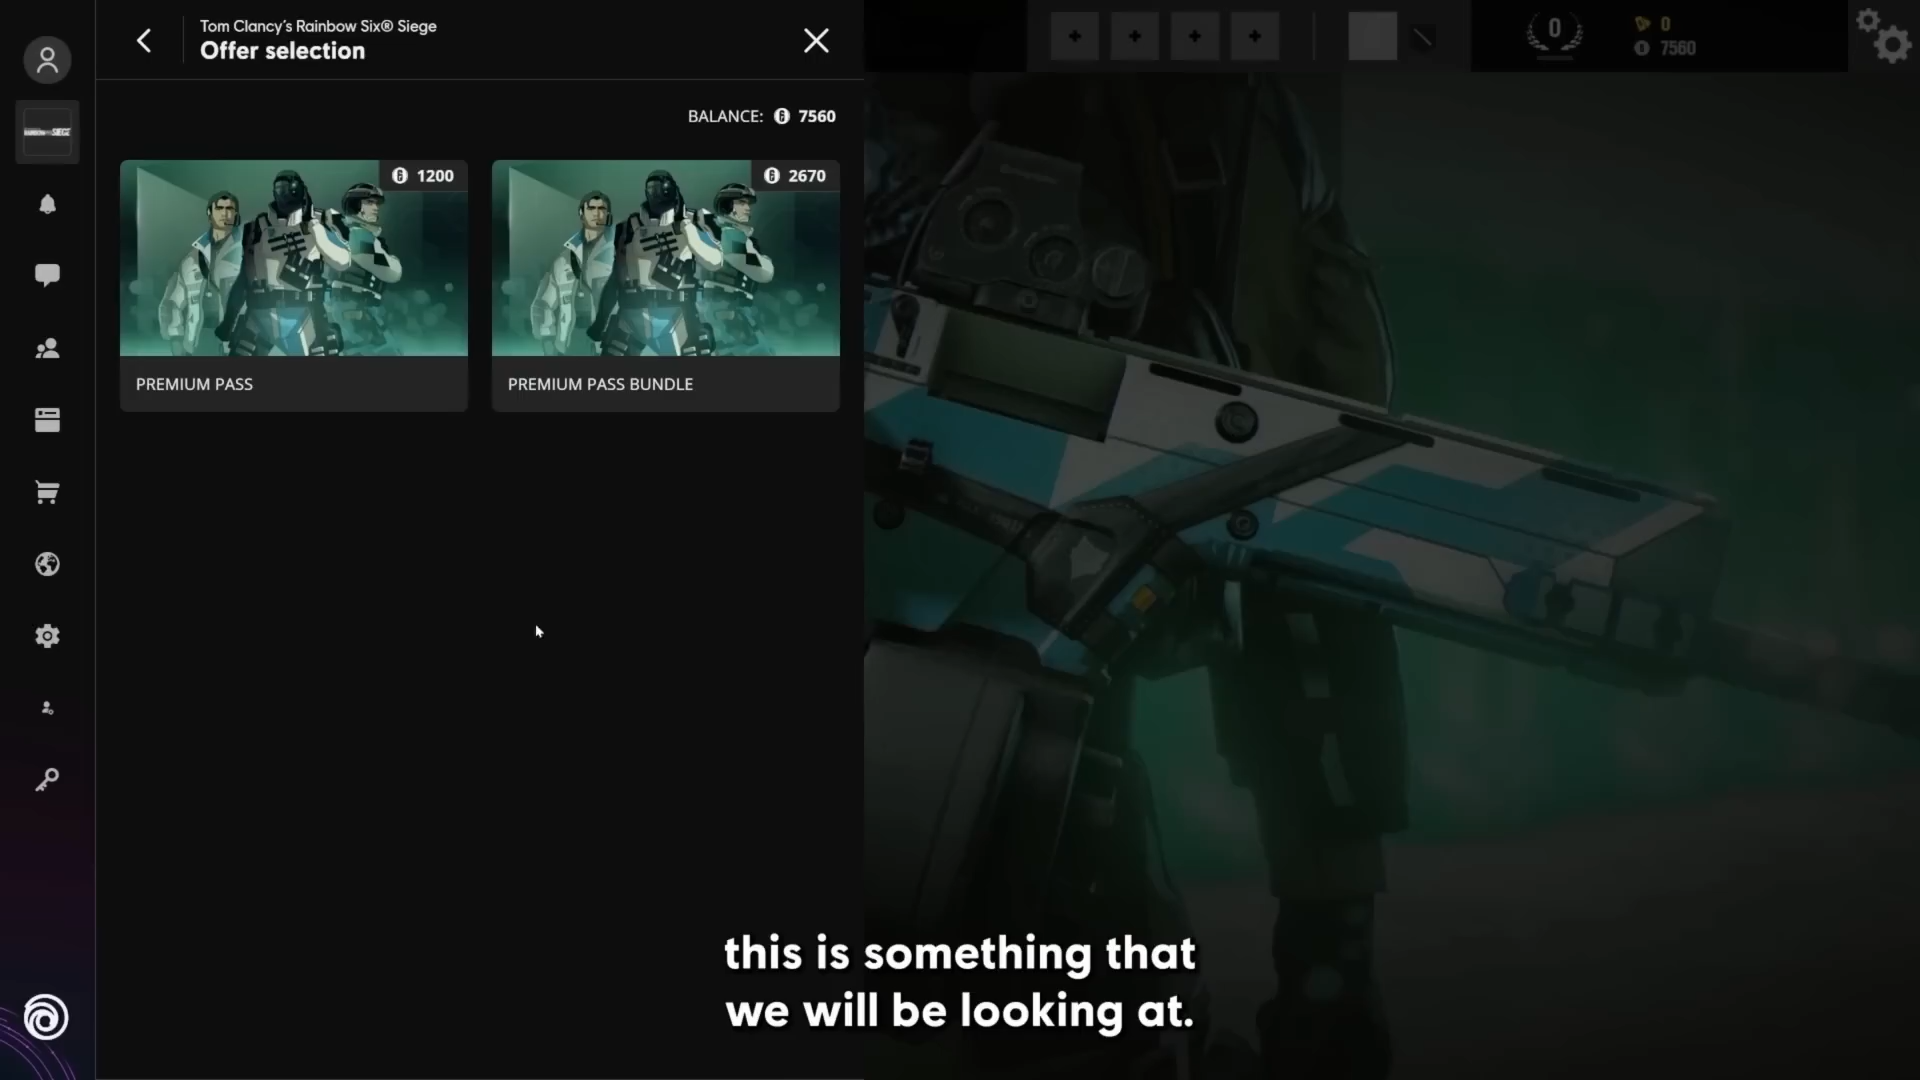 Tom Clancy's Rainbow Six® Siege
Offer selection
0
0
7560
BALANCE: 7560
1200
2670
PREMIUM PASS
PREMIUM PASS BUNDLE
this is something that
we will be looking at.